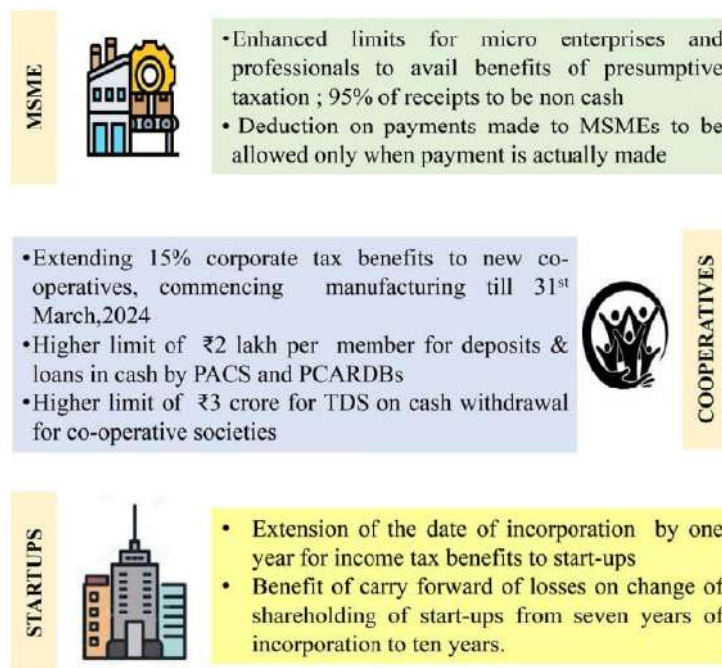 MSME
•Enhanced limits for micro enterprises and
professionals to avail benefits of presumptive
taxation ; 95% of receipts to be non cash
• Deduction on payments made to MSMEs to be
allowed only when payment is actually made
•Extending 15% corporate tax benefits to new co-
operatives, commencing manufacturing till 31st
March,2024
•Higher limit of ₹2 lakh per member for deposits &
loans in cash by PACS and PCARDBs
•Higher limit of ₹3 crore for TDS on cash withdrawal
for co-operative societies
COOPERATIVES
STARTUPS
• Extension of the date of incorporation by one
year for income tax benefits to start-ups
• Benefit of carry forward of losses on change of
shareholding of start-ups from seven years of
incorporation to ten years.